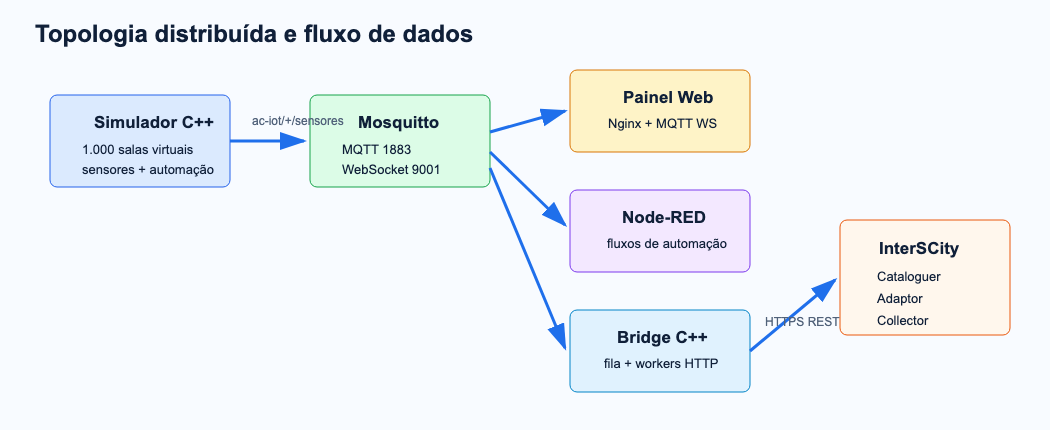 Topologia distribuída e fluxo de dados
Simulador C++
1.000 salas virtuais
sensores + automação
ac-iot/+/sensores
Mosquitto
MQTT 1883
WebSocket 9001
Painel Web
Nginx + MQTT WS
Node-RED
fluxos de automação
Bridge C++
fila + workers HTTP
HTTPS REST
InterSCity
Cataloguer
Adaptor
Collector